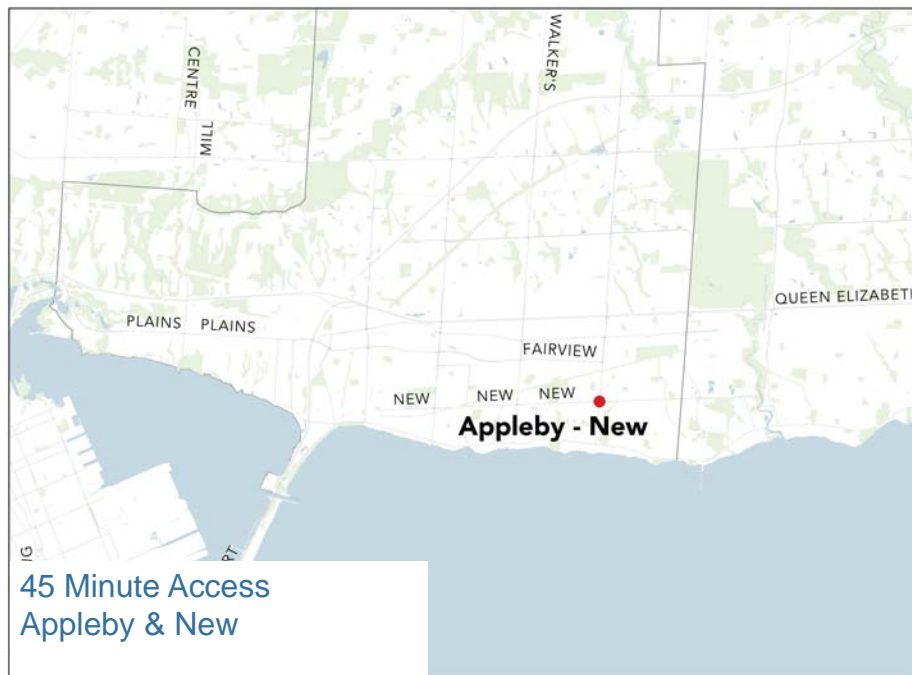 CENTRE
MILL
WALKER'S
QUEEN ELIZABETH
PLAINS PLAINS
FAIRVIEW
NEW NEW NEW
Appleby - New
45 Minute Access
Appleby & New